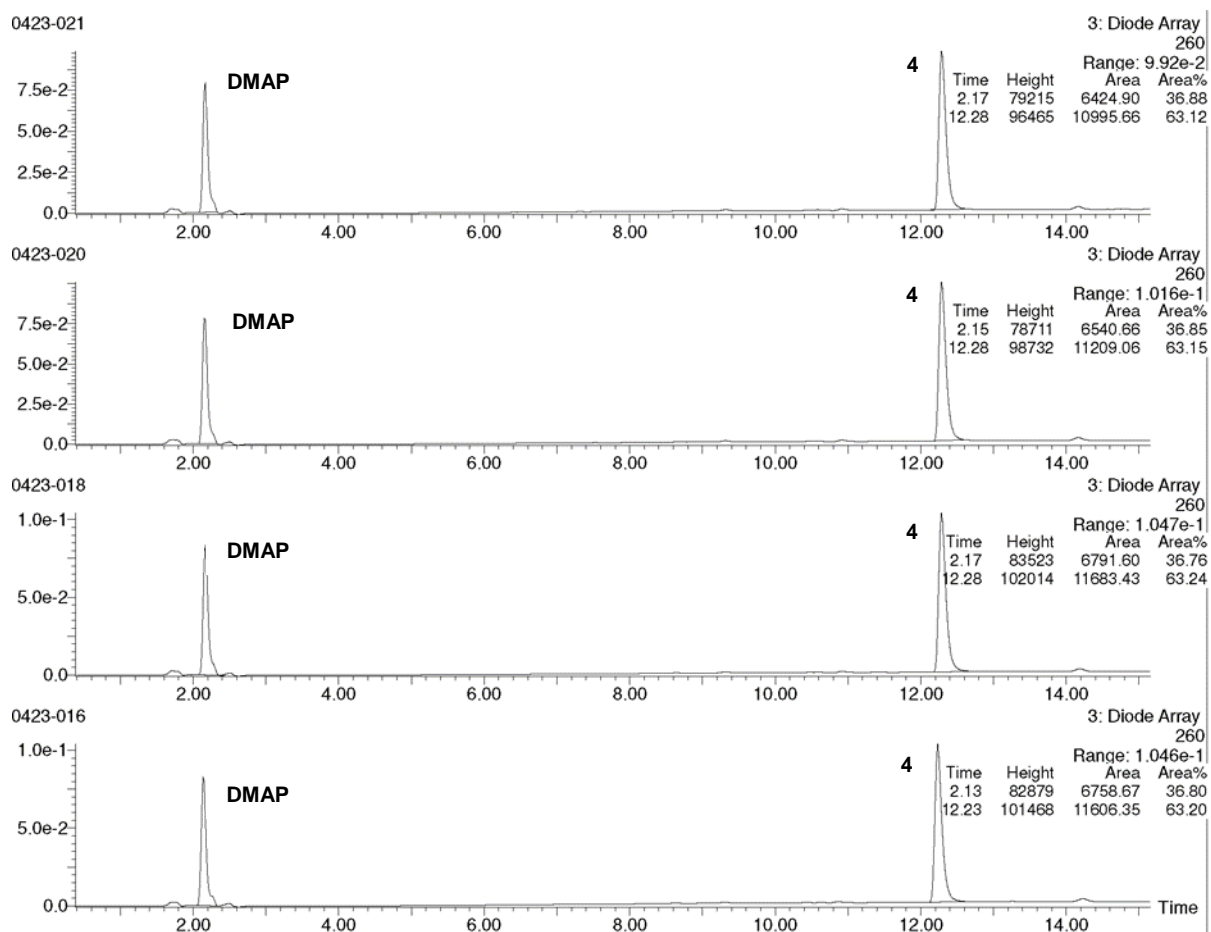 0423-021
3: Diode Array
260
Range: 9.92e-2
DMAP
4
Time Height Area Area%
2.17 79215 6424.90 36.88
12.28 96465 10995.66 63.12
7.5e-2
5.0e-2
2.5e-2
0.0
2.00 4.00 6.00 8.00 10.00 12.00 14.00
0423-020
3: Diode Array
260
Range: 1.016e-1
DMAP
4
Time Height Area Area%
2.15 78711 6540.66 36.85
12.28 98732 11209.06 63.15
7.5e-2
5.0e-2
2.5e-2
0.0
2.00 4.00 6.00 8.00 10.00 12.00 14.00
0423-018
3: Diode Array
260
Range: 1.047e-1
1.0e-1
DMAP
4
Time Height Area Area%
2.17 83523 6791.60 36.76
12.28 102014 11683.43 63.24
5.0e-2
0.0
2.00 4.00 6.00 8.00 10.00 12.00 14.00
0423-016
3: Diode Array
260
Range: 1.046e-1
1.0e-1
DMAP
4
Time Height Area Area%
2.13 82879 6758.67 36.80
12.23 101468 11606.35 63.20
5.0e-2
0.0
Time
2.00 4.00 6.00 8.00 10.00 12.00 14.00